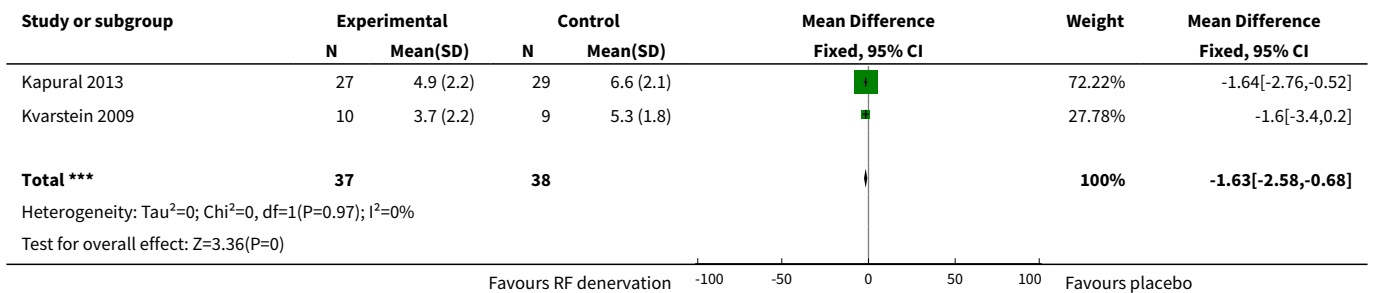 Study or subgroup Experimental Control Mean Difference Weight Mean Difference
N Mean(SD) N Mean(SD) Fixed, 95% CI Fixed, 95% CI
Kapural 2013 27 4.9 (2.2) 29 6.6 (2.1) 72.22% -1.64[-2.76,-0.52]
Kvarstein 2009 10 3.7 (2.2) 9 5.3 (1.8) 27.78% -1.6[-3.4,0.2]
Total *** 37 38 100% -1.63[-2.58,-0.68]
Heterogeneity: Tau²=0; Chi²=0, df=1(P=0.97); I²=0%
Test for overall effect: Z=3.36(P=0)
Favours RF denervation -100 -50 0 50 100 Favours placebo